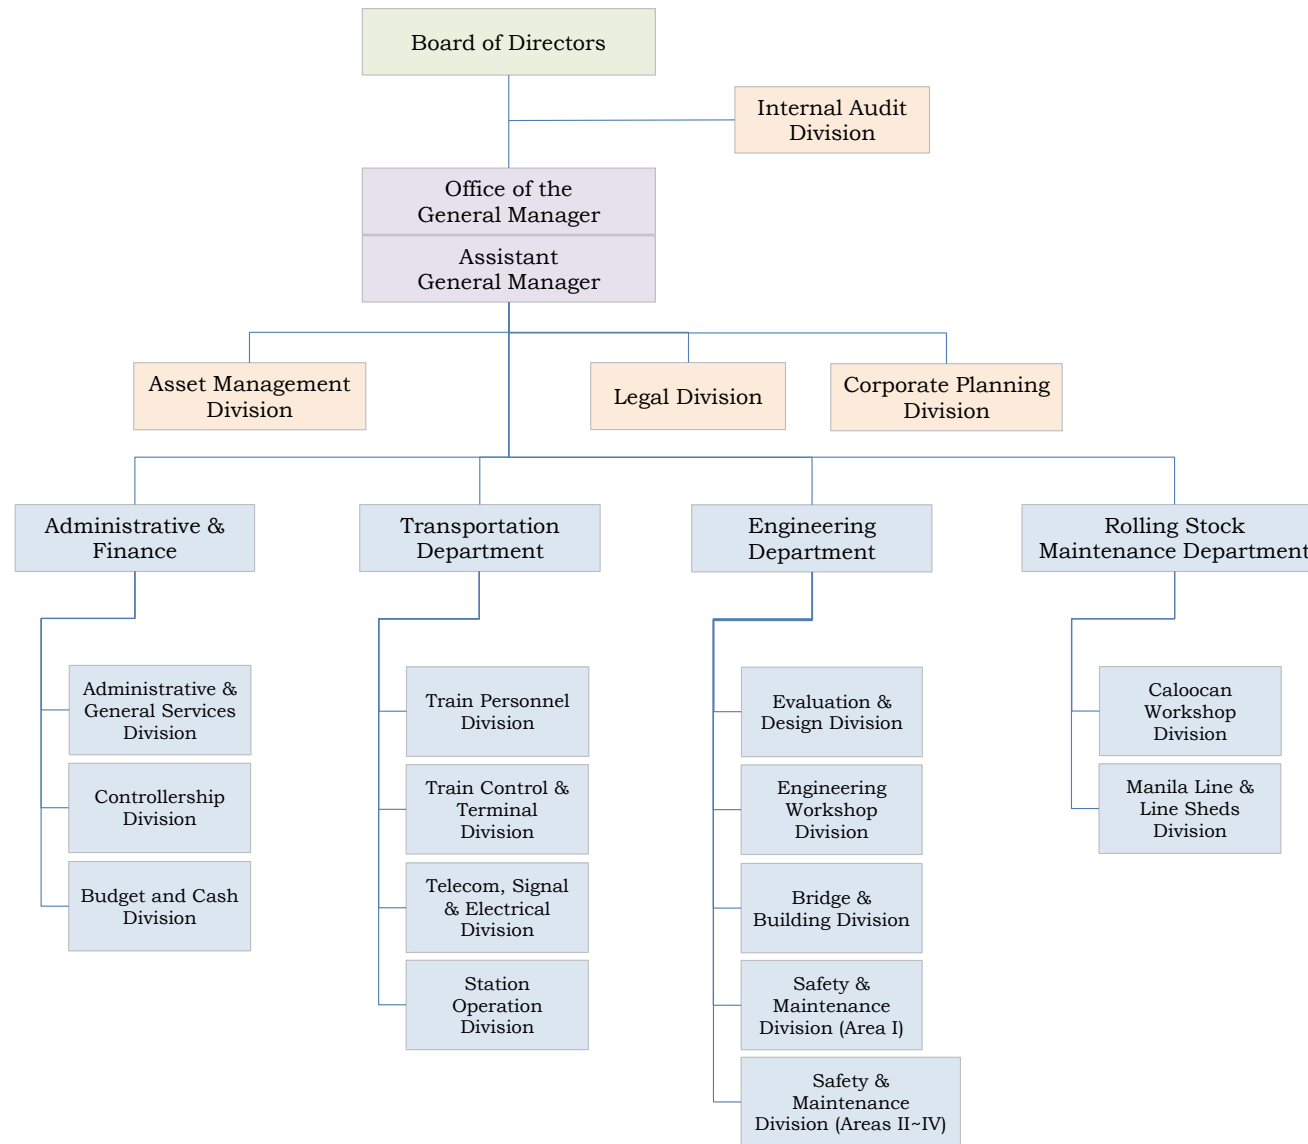 Board of Directors
Internal Audit
Division
Office of the
General Manager
Assistant
General Manager
Asset Management
Division
Legal Division
Corporate Planning
Division
Administrative &
Finance
Transportation
Department
Engineering
Department
Rolling Stock
Maintenance Department
Administrative &
General Services
Division
Controllership
Division
Budget and Cash
Division
Train Personnel
Division
Train Control &
Terminal
Division
Telecom, Signal
& Electrical
Division
Station
Operation
Division
Evaluation &
Design Division
Engineering
Workshop
Division
Bridge &
Building Division
Safety &
Maintenance
Division (Area I)
Safety &
Maintenance
Division (Areas II~IV)
Caloocan
Workshop
Division
Manila Line &
Line Sheds
Division